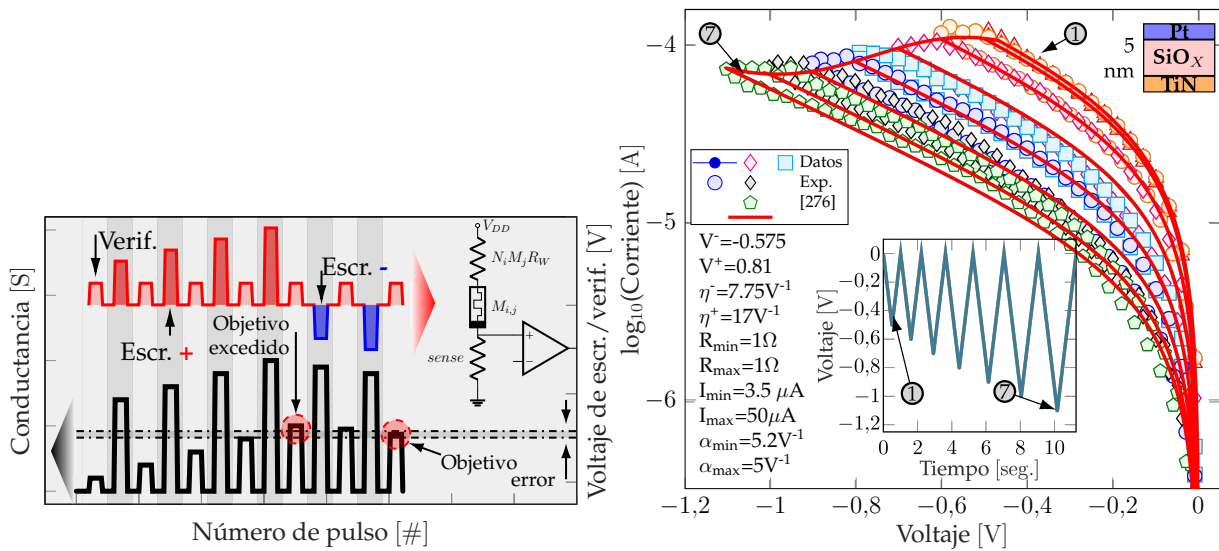 Conductancia [S]
Voltaje de escr./verif. [V]
Número de pulso [#]
Verif.
Escr. +
Escr. -
Objetivo
excedido
Objetivo
error
V_DD
N_iM_jR_W
M_{i,j}
sense
+
-
log₁₀(Corriente) [A]
−4
−5
−6
7
1
Pt
SiO_X
TiN
5
nm
Datos
Exp.
[276]
V⁻=-0.575
V⁺=0.81
η⁻=7.75V⁻¹
η⁺=17V⁻¹
R_min=1Ω
R_max=1Ω
I_min=3.5 μA
I_max=50μA
α_min=5.2V⁻¹
α_max=5V⁻¹
Voltaje [V]
0
−0,2
−0,4
−0,6
−0,8
−1
−1,2
1
7
0 2 4 6 8 10
Tiempo [seg.]
−1,2 −1 −0,8 −0,6 −0,4 −0,2 0
Voltaje [V]